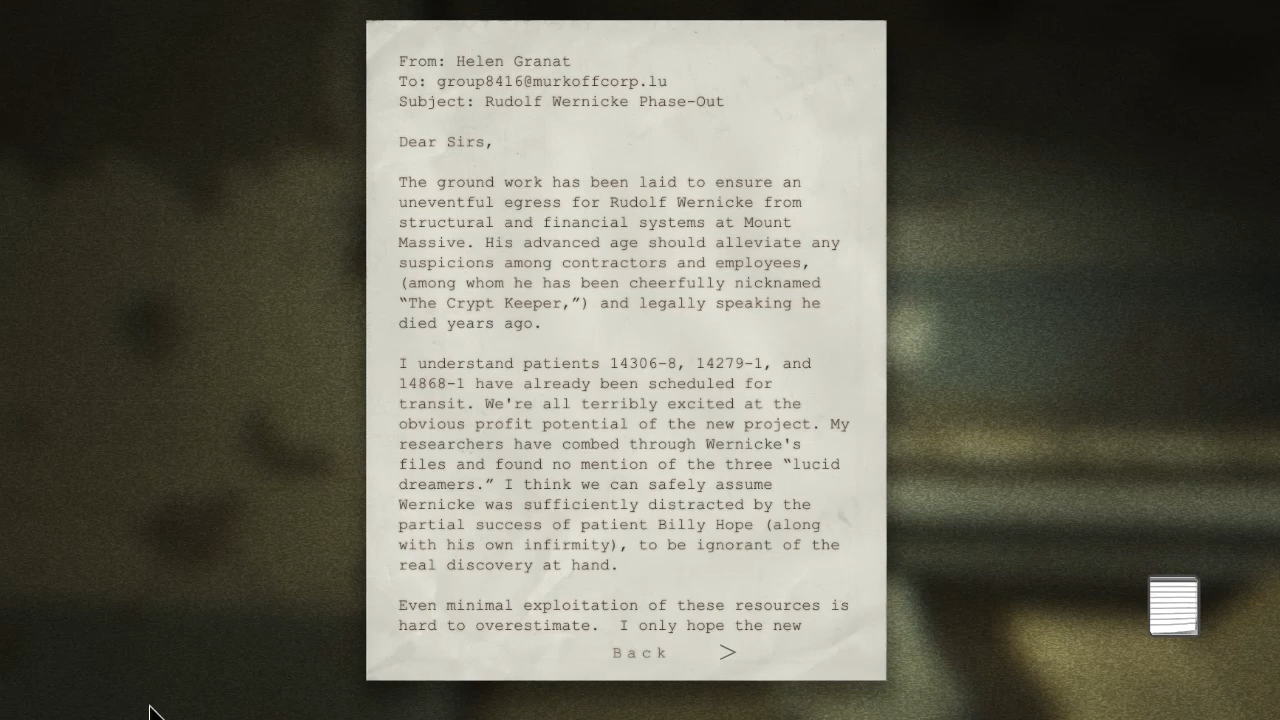 From: Helen Granat
To: group8416@murkoffcorp.lu
Subject: Rudolf Wernicke Phase-Out
Dear Sirs,
The ground work has been laid to ensure an
uneventful egress for Rudolf Wernicke from
structural and financial systems at Mount
Massive. His advanced age should alleviate any
suspicions among contractors and employees,
(among whom he has been cheerfully nicknamed
“The Crypt Keeper,”) and legally speaking he
died years ago.
I understand patients 14306-8, 14279-1, and
14868-1 have already been scheduled for
transit. We're all terribly excited at the
obvious profit potential of the new project. My
researchers have combed through Wernicke's
files and found no mention of the three “lucid
dreamers.” I think we can safely assume
Wernicke was sufficiently distracted by the
partial success of patient Billy Hope (along
with his own infirmity), to be ignorant of the
real discovery at hand.
Even minimal exploitation of these resources is
hard to overestimate.  I only hope the new
Back >